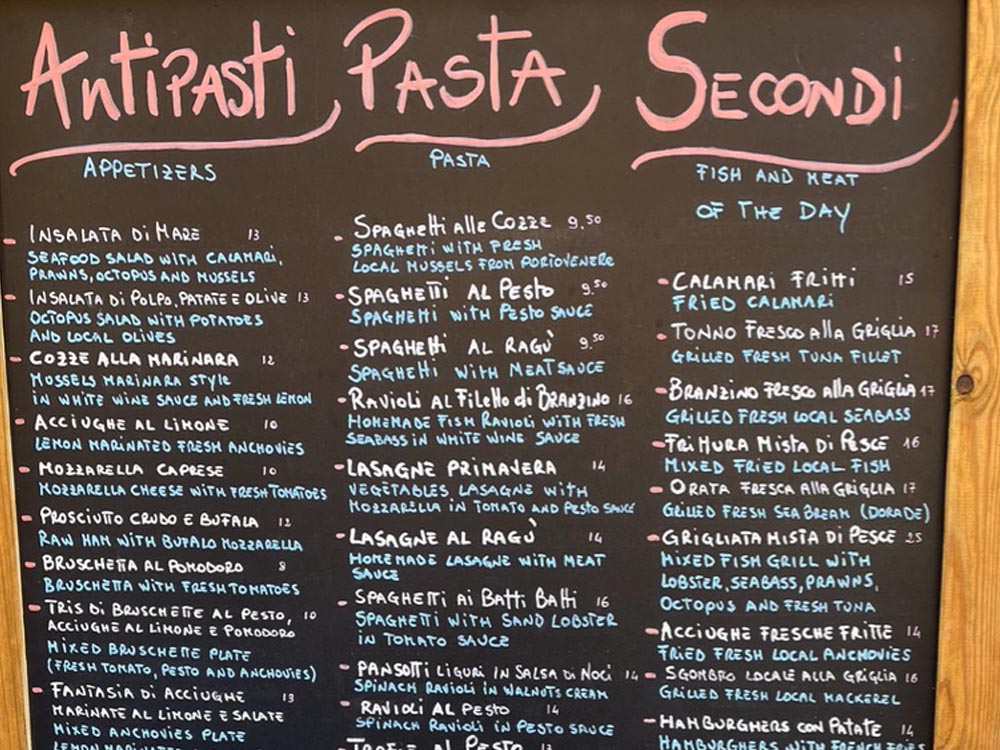 Antipasti
APPETIZERS
- INSALATA di MARE 13
SEAFOOD SALAD WITH CALAMARI,
PRAWNS, OCTOPUS AND MUSSELS
- INSALATA di POLPO, PATATE E OLIVE 13
OCTOPUS SALAD WITH POTATOES
AND LOCAL OLIVES
- COZZE ALLA MARINARA 12
MUSSELS MARINARA STYLE
IN WHITE WINE SAUCE AND FRESH LEMON
- ACCIUGHE AL LIMONE 10
LEMON MARINATED FRESH ANCHOVIES
- MOZZARELLA CAPRESE 10
MOZZARELLA CHEESE WITH FRESH TOMATOES
- PROSCIUTTO CRUDO E BUFALA 12
RAW HAM WITH BUFALO MOZZARELLA
- BRUSCHETTA AL POMODORO 8
BRUSCHETTA WITH FRESH TOMATOES
- TRIS DI BRUSCHETTE AL PESTO, 10
ACCIUGHE AL LIMONE E POMODORO
MIXED BRUSCHETTE PLATE
(FRESH TOMATO, PESTO AND ANCHOVIES)
- FANTASIA DI ACCIUGHE 13
MARINATE AL LIMONE E SALATE
MIXED ANCHOVIES PLATE
PASTA
PASTA
- Spaghetti alle Cozze 9.50
SPAGHETTI WITH FRESH
LOCAL MUSSELS FROM PORTOVENERE
- SPAGHETTI AL PESTO 9.50
SPAGHETTI WITH PESTO SAUCE
- SPAGHETTI AL RAGÙ 9.50
SPAGHETTI WITH MEAT SAUCE
- RAVIOLI AL Filetto di BRANZINO 16
HOMEMADE FISH RAVIOLI WITH FRESH
SEABASS IN WHITE WINE SAUCE
- LASAGNE PRIMAVERA 14
VEGETABLES LASAGNE WITH
MOZZARELLA IN TOMATO AND PESTO SAUCE
- LASAGNE AL RAGÙ 14
HOMEMADE LASAGNE WITH MEAT
SAUCE
- SPAGHETTI AI BATTI BATTI 16
SPAGHETTI WITH SAND LOBSTER
IN TOMATO SAUCE
- PANSOTTI LIGURI IN SALSA DI NOCI 14
SPINACH RAVIOLI IN WALNUTS CREAM
- RAVIOLI AL PESTO 14
SPINACH RAVIOLI IN PESTO SAUCE
AL PESTO 13
SECONDI
FISH AND MEAT
OF THE DAY
- CALAMARI FRITTI 15
FRIED CALAMARI
- TONNO FRESCO alla GRIGLIA 17
GRILLED FRESH TUNA FILLET
- BRANZINO FRESCO alla GRIGLIA 17
GRILLED FRESH LOCAL SEABASS
- FRITTURA MISTA DI PESCE 16
MIXED FRIED LOCAL FISH
- ORATA FRESCA ALLA GRIGLIA 17
GRILLED FRESH SEA BREAM (DORADE)
- GRIGLIATA MISTA DI PESCE 25
MIXED FISH GRILL WITH
LOBSTER, SEABASS, PRAWNS,
OCTOPUS AND FRESH TUNA
- ACCIUGHE FRESCHE FRITTE 14
FRIED FRESH LOCAL ANCHOVIES
- SGOMBRO LOCALE ALLA GRIGLIA 16
GRILLED FRESH LOCAL MACKEREL
- HAMBURGHERS CON PATATE 14
HAMBURGHERS WITH